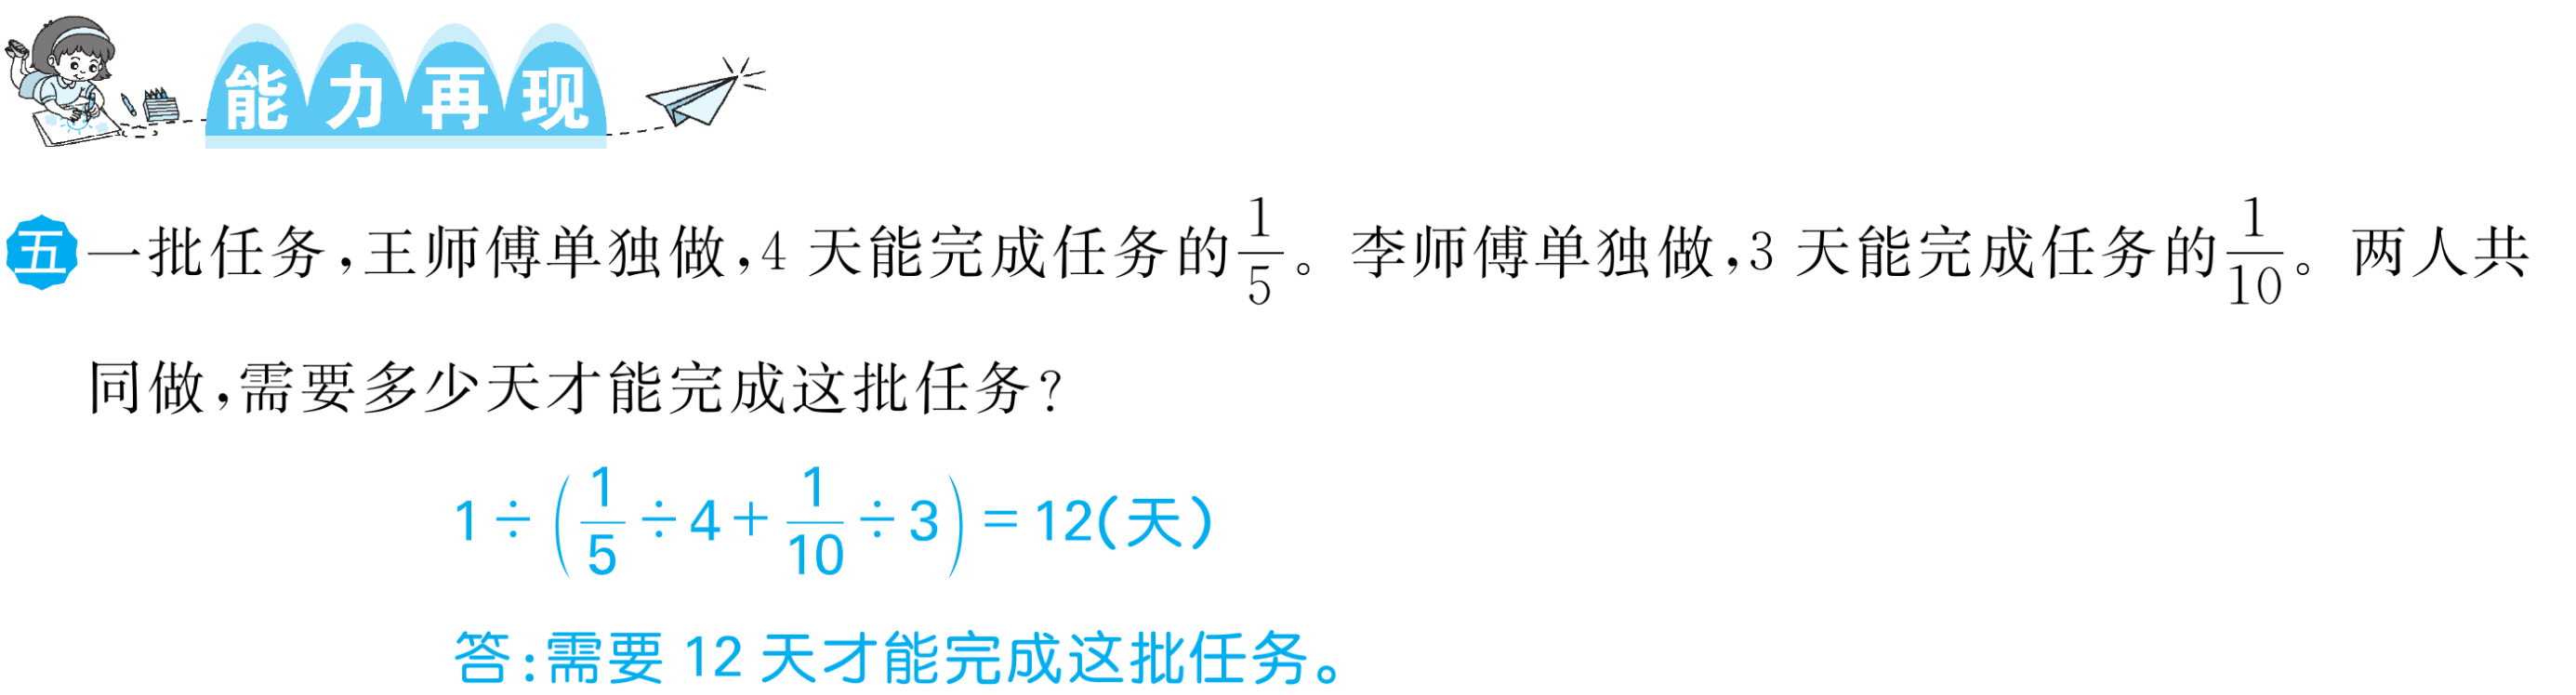 能力再现
五 一批任务,王师傅单独做,4 天能完成任务的1/5。李师傅单独做,3 天能完成任务的1/10。两人共
同做,需要多少天才能完成这批任务?
1÷(1/5÷4+1/10÷3)=12(天)
答:需要 12 天才能完成这批任务。